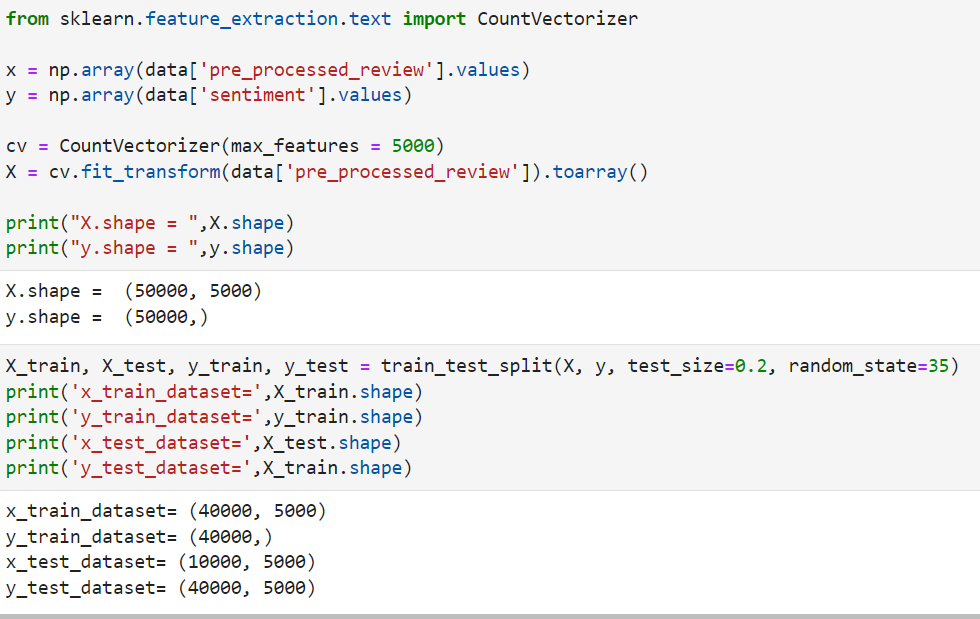 from sklearn.feature_extraction.text import CountVectorizer
x = np.array(data['pre_processed_review'].values)
y = np.array(data['sentiment'].values)
cv = CountVectorizer(max_features = 5000)
X = cv.fit_transform(data['pre_processed_review']).toarray()
print("X.shape = ",X.shape)
print("y.shape = ",y.shape)
X.shape =  (50000, 5000)
y.shape =  (50000,)
X_train, X_test, y_train, y_test = train_test_split(X, y, test_size=0.2, random_state=35)
print('x_train_dataset=',X_train.shape)
print('y_train_dataset=',y_train.shape)
print('x_test_dataset=',X_test.shape)
print('y_test_dataset=',X_train.shape)
x_train_dataset= (40000, 5000)
y_train_dataset= (40000,)
x_test_dataset= (10000, 5000)
y_test_dataset= (40000, 5000)